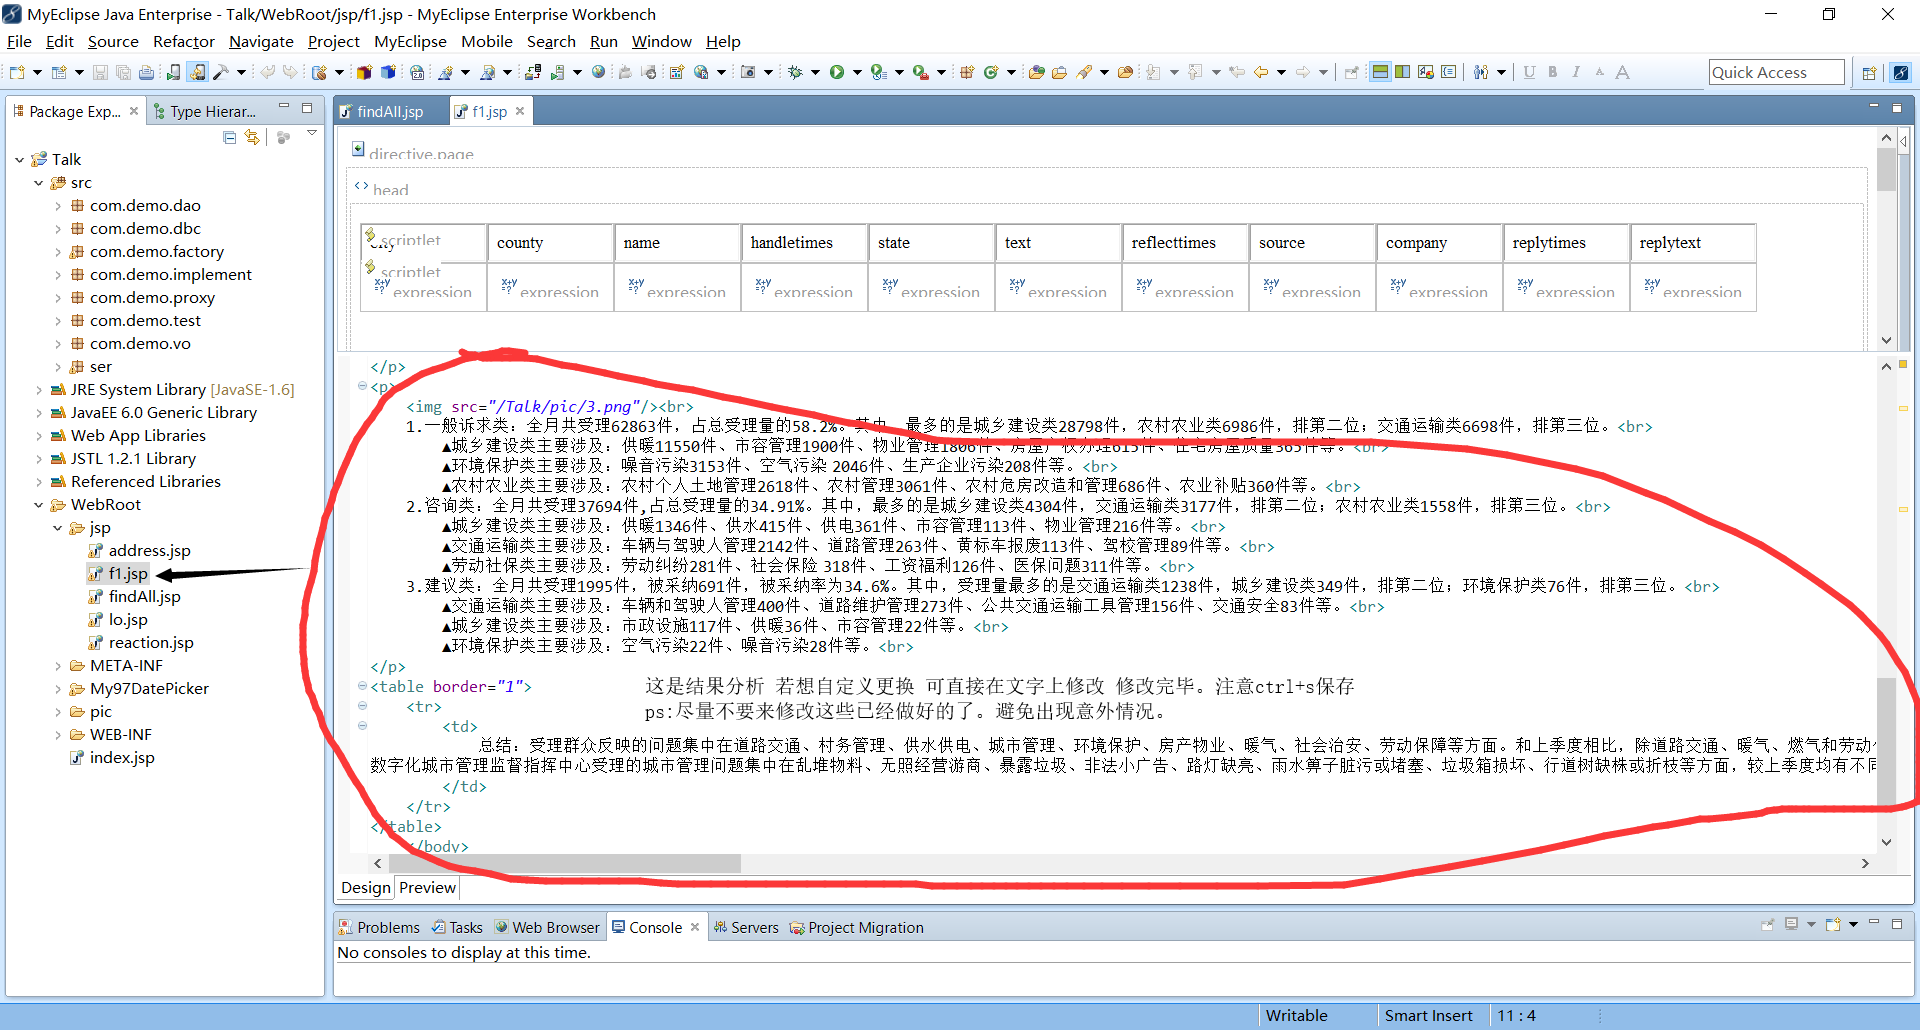 MyEclipse Java Enterprise - Talk/WebRoot/jsp/f1.jsp - MyEclipse Enterprise Workbench
File Edit Source Refactor Navigate Project MyEclipse Mobile Search Run Window Help
Quick Access
Package Exp... Type Hierar...
Talk
src
com.demo.dao
com.demo.dbc
com.demo.factory
com.demo.implement
com.demo.proxy
com.demo.test
com.demo.vo
ser
JRE System Library [JavaSE-1.6]
JavaEE 6.0 Generic Library
Web App Libraries
JSTL 1.2.1 Library
Referenced Libraries
WebRoot
jsp
address.jsp
f1.jsp
findAll.jsp
lo.jsp
reaction.jsp
META-INF
My97DatePicker
pic
WEB-INF
index.jsp
findAll.jsp f1.jsp
directive.page
head
scriptlet
city county name handletimes state text reflecttimes source company replytimes replytext
scriptlet
expression expression expression expression expression expression expression expression expression expression expression
</p>
<p>
<img src="/Talk/pic/3.png"/><br>
1.一般诉求类：全月共受理62863件，占总受理量的58.2%。其中，最多的是城乡建设类28798件，农村农业类6986件，排第二位；交通运输类6698件，排第三位。<br>
▲城乡建设类主要涉及：供暖11550件、市容管理1900件、物业管理1806件、房屋产权办理615件、住宅房屋质量365件等。<br>
▲环境保护类主要涉及：噪音污染3153件、空气污染 2046件、生产企业污染208件等。<br>
▲农村农业类主要涉及：农村个人土地管理2618件、农村管理3061件、农村危房改造和管理686件、农业补贴360件等。<br>
2.咨询类：全月共受理37694件,占总受理量的34.91%。其中，最多的是城乡建设类4304件，交通运输类3177件，排第二位；农村农业类1558件，排第三位。<br>
▲城乡建设类主要涉及：供暖1346件、供水415件、供电361件、市容管理113件、物业管理216件等。<br>
▲交通运输类主要涉及：车辆与驾驶人管理2142件、道路管理263件、黄标车报废113件、驾校管理89件等。<br>
▲劳动社保类主要涉及：劳动纠纷281件、社会保险 318件、工资福利126件、医保问题311件等。<br>
3.建议类：全月共受理1995件，被采纳691件，被采纳率为34.6%。其中，受理量最多的是交通运输类1238件，城乡建设类349件，排第二位；环境保护类76件，排第三位。<br>
▲交通运输类主要涉及：车辆和驾驶人管理400件、道路维护管理273件、公共交通运输工具管理156件、交通安全83件等。<br>
▲城乡建设类主要涉及：市政设施117件、供暖36件、市容管理22件等。<br>
▲环境保护类主要涉及：空气污染22件、噪音污染28件等。<br>
</p>
<table border="1">
这是结果分析 若想自定义更换 可直接在文字上修改 修改完毕。注意ctrl+s保存
<tr>
ps:尽量不要来修改这些已经做好的了。避免出现意外情况。
<td>
总结：受理群众反映的问题集中在道路交通、村务管理、供水供电、城市管理、环境保护、房产物业、暖气、社会治安、劳动保障等方面。和上季度相比，除道路交通、暖气、燃气和劳动
数字化城市管理监督指挥中心受理的城市管理问题集中在乱堆物料、无照经营游商、暴露垃圾、非法小广告、路灯缺亮、雨水箅子脏污或堵塞、垃圾箱损坏、行道树缺株或折枝等方面，较上季度均有不同
</td>
</tr>
</table>
</body>
Design Preview
Problems Tasks Web Browser Console Servers Project Migration
No consoles to display at this time.
Writable Smart Insert 11 : 4